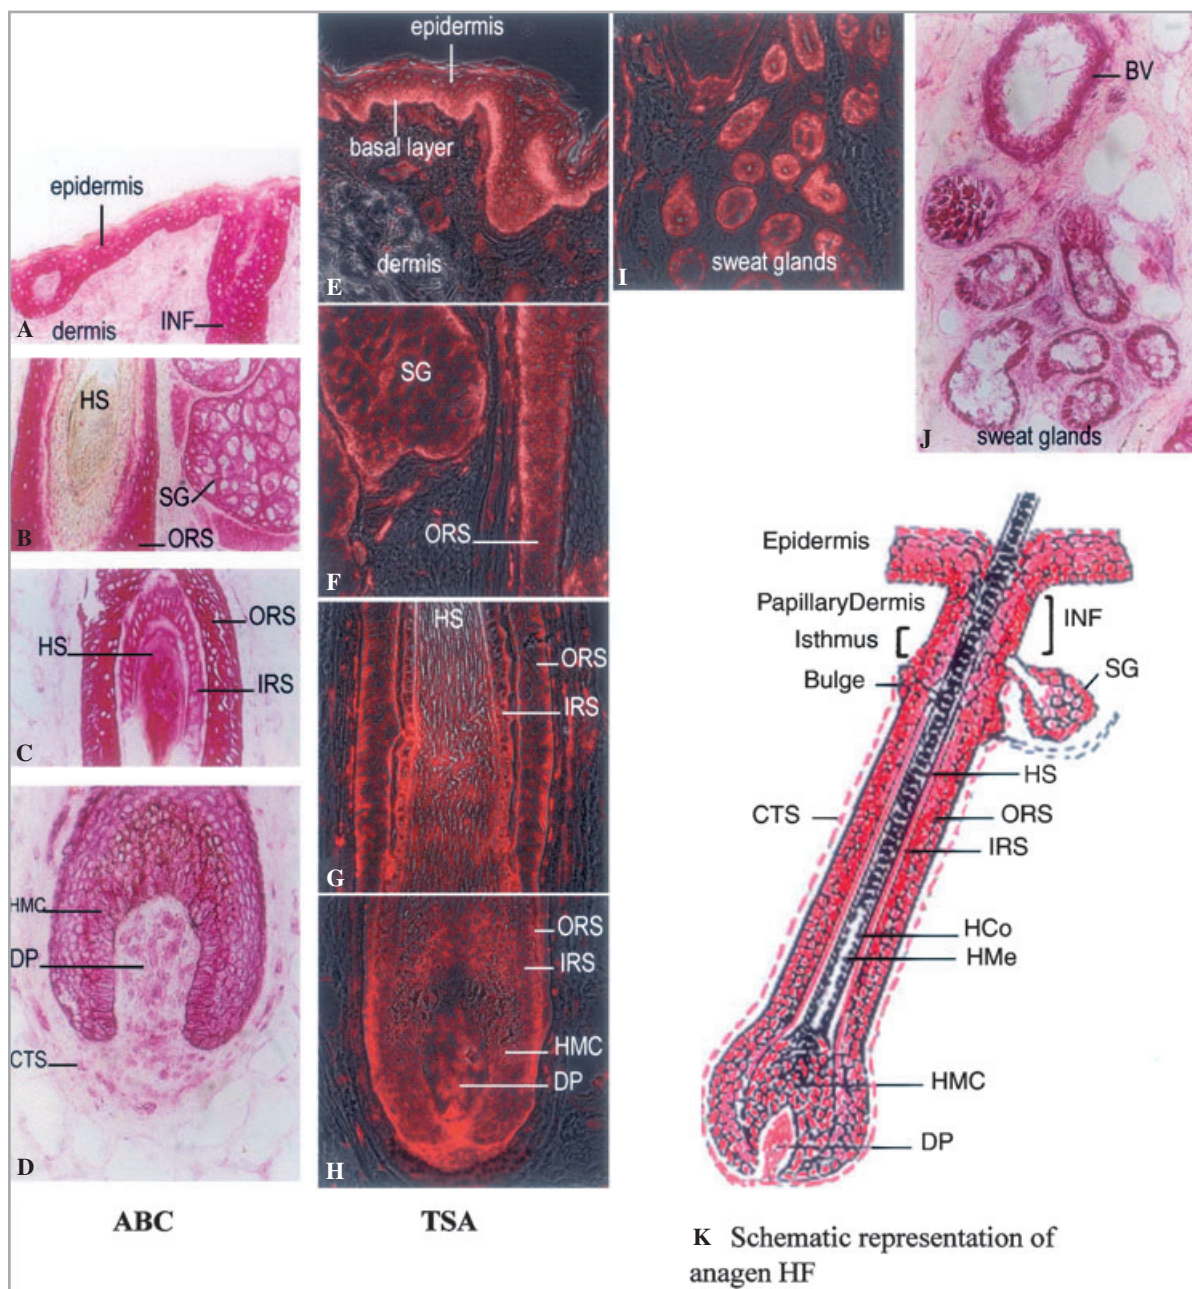 epidermis
dermis
INF
A
HS
SG
ORS
B
HS
ORS
IRS
C
HMC
DP
CTS
D
ABC
epidermis
basal layer
dermis
E
SG
ORS
F
HS
ORS
IRS
G
ORS
IRS
HMC
DP
H
TSA
sweat glands
I
BV
sweat glands
J
Epidermis
PapillaryDermis
Isthmus
Bulge
INF
SG
HS
CTS
ORS
IRS
HCo
HMe
HMC
DP
K Schematic representation of
anagen HF